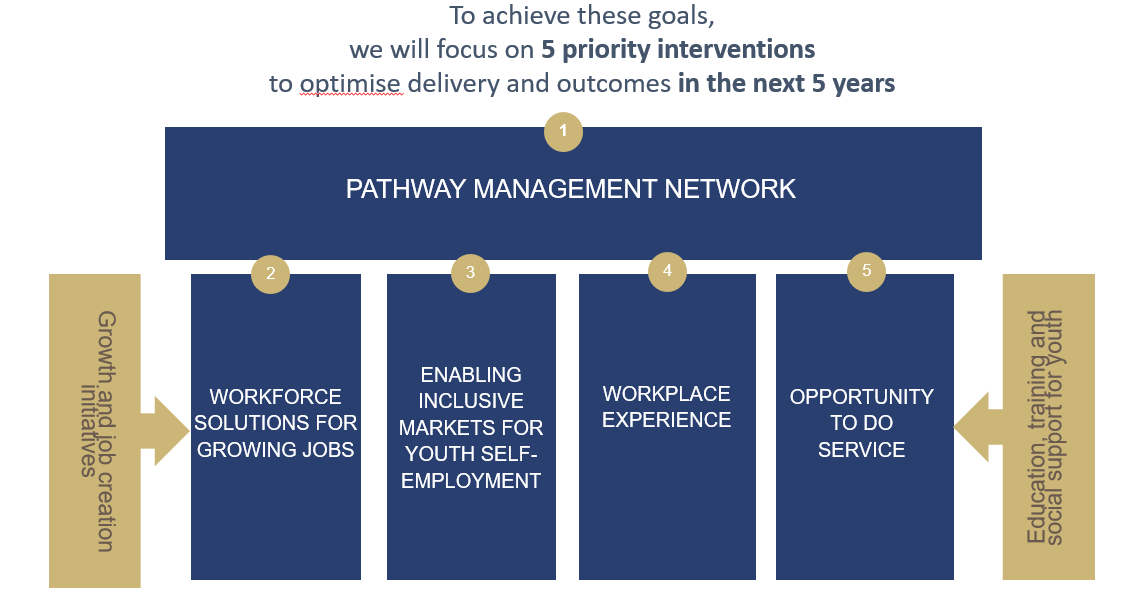 To achieve these goals,
we will focus on 5 priority interventions
to optimise delivery and outcomes in the next 5 years
1
PATHWAY MANAGEMENT NETWORK
2
3
4
5
Growth and job creation
initiatives
WORKFORCE
SOLUTIONS FOR
GROWING JOBS
ENABLING
INCLUSIVE
MARKETS FOR
YOUTH SELF-
EMPLOYMENT
WORKPLACE
EXPERIENCE
OPPORTUNITY
TO DO
SERVICE
Education, training and
social support for youth